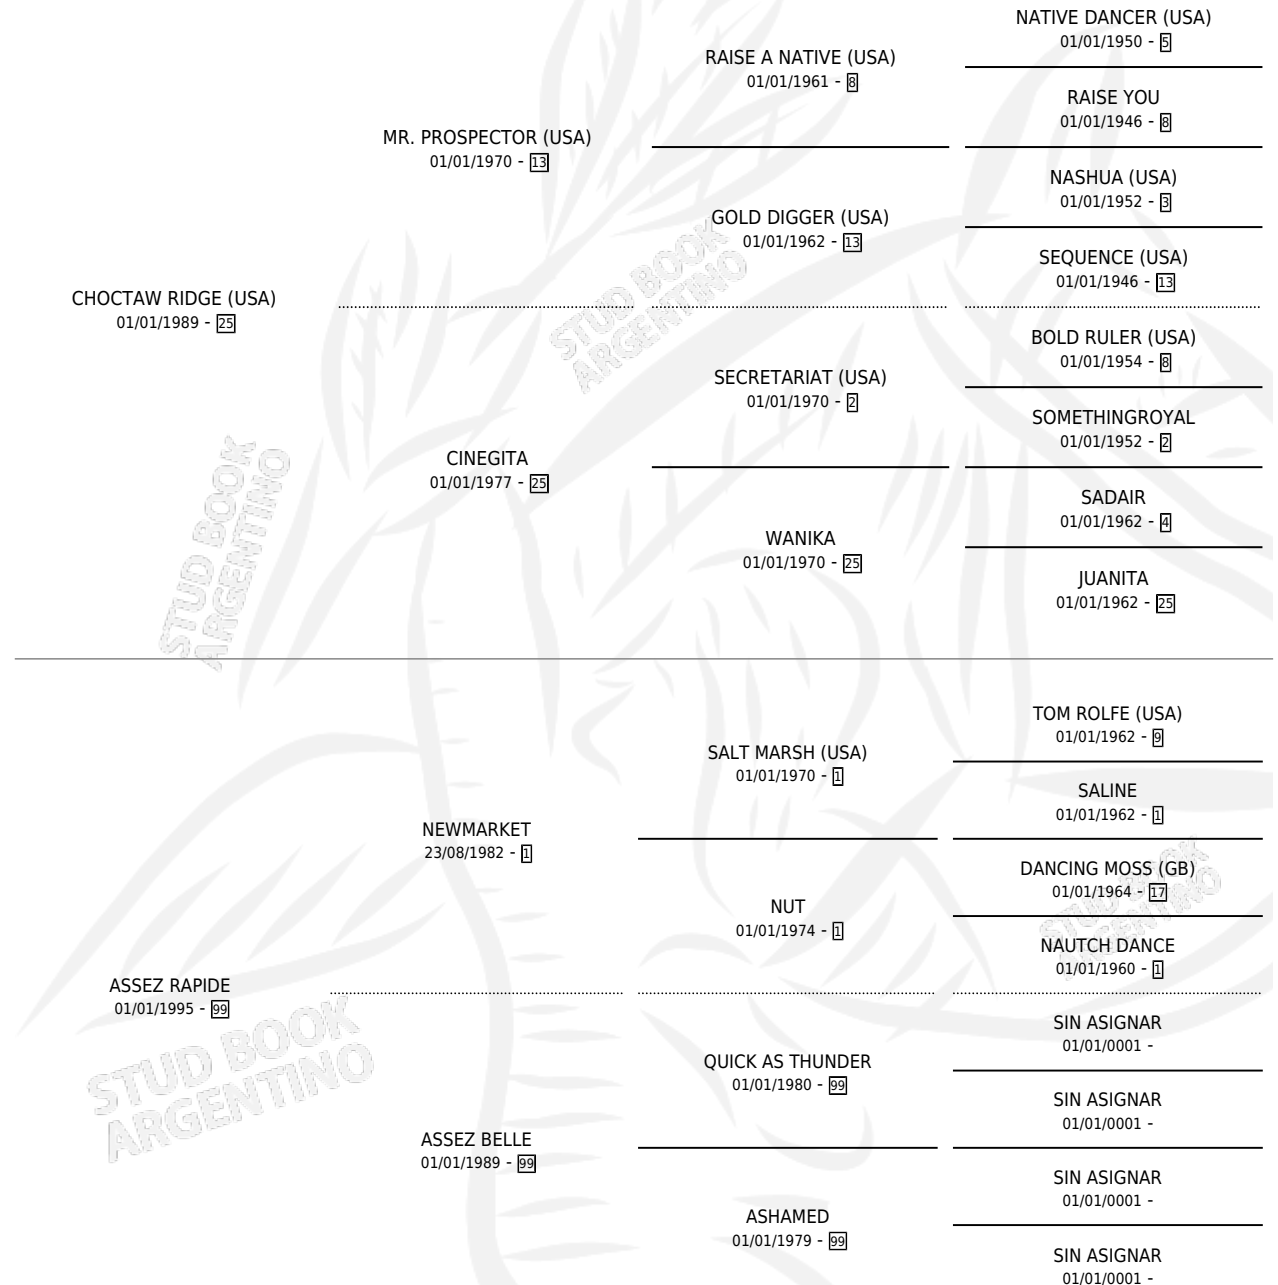 NATIVE DANCER (USA)
01/01/1950 - 5
RAISE A NATIVE (USA)
01/01/1961 - 8
RAISE YOU
01/01/1946 - 8
MR. PROSPECTOR (USA)
01/01/1970 - 13
NASHUA (USA)
01/01/1952 - 3
GOLD DIGGER (USA)
01/01/1962 - 13
SEQUENCE (USA)
01/01/1946 - 13
CHOCTAW RIDGE (USA)
01/01/1989 - 25
STUD BOOK
ARGENTINO
BOLD RULER (USA)
01/01/1954 - 8
SECRETARIAT (USA)
01/01/1970 - 2
SOMETHINGROYAL
01/01/1952 - 2
CINEGITA
01/01/1977 - 25
SADAIR
01/01/1962 - 4
WANIKA
01/01/1970 - 25
JUANITA
01/01/1962 - 25
STUD BOOK
ARGENTINO
TOM ROLFE (USA)
01/01/1962 - 9
SALT MARSH (USA)
01/01/1970 - 1
SALINE
01/01/1962 - 1
NEWMARKET
23/08/1982 - 1
DANCING MOSS (GB)
01/01/1964 - 17
NUT
01/01/1974 - 1
NAUTCH DANCE
01/01/1960 - 1
STUD BOOK
ARGENTINO
ASSEZ RAPIDE
01/01/1995 - 99
SIN ASIGNAR
01/01/0001 -
QUICK AS THUNDER
01/01/1980 - 99
SIN ASIGNAR
01/01/0001 -
STUD BOOK
ARGENTINO
ASSEZ BELLE
01/01/1989 - 99
SIN ASIGNAR
01/01/0001 -
ASHAMED
01/01/1979 - 99
SIN ASIGNAR
01/01/0001 -